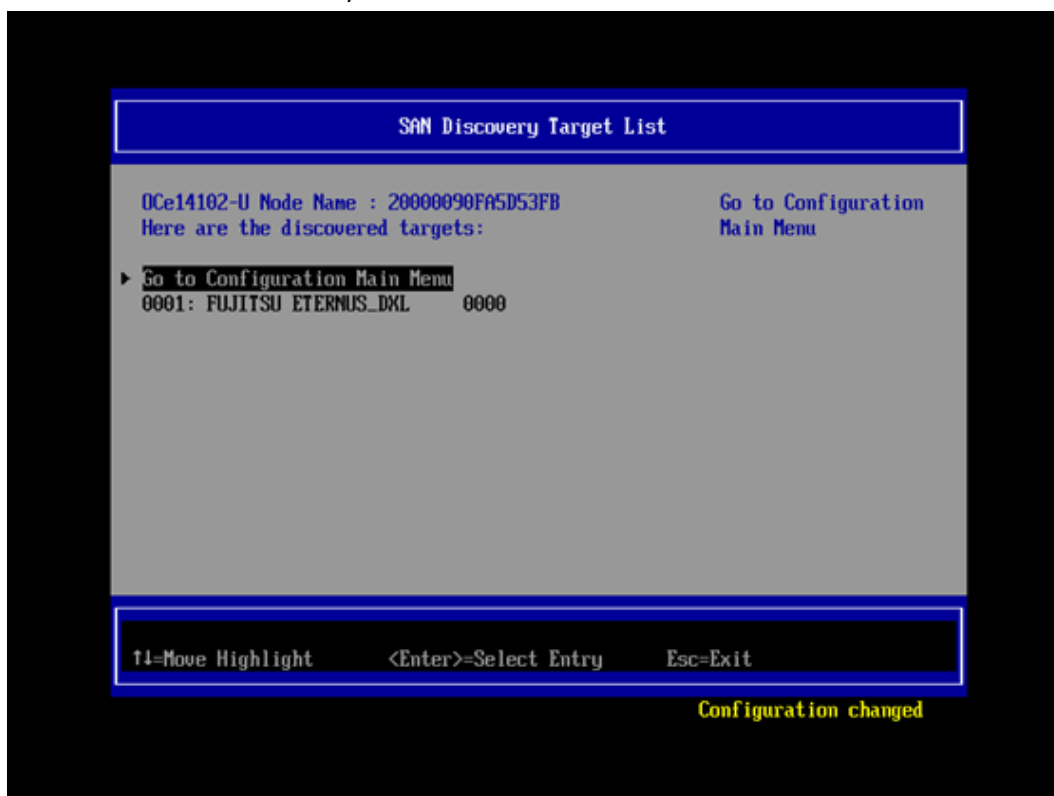 SAN Discovery Target List
OCe14102-U Node Name : 20000090FA5D53FB
Here are the discovered targets:
Go to Configuration
Main Menu
Go to Configuration Main Menu
0001: FUJITSU ETERNUS_DXL 0000
↑↓=Move Highlight <Enter>=Select Entry Esc=Exit
Configuration changed